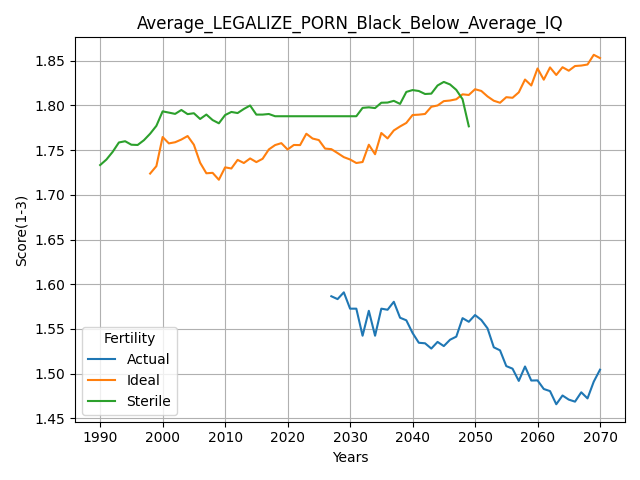 Average_LEGALIZE_PORN_Black_Below_Average_IQ
Score(1-3)
1.85
1.80
1.75
1.70
1.65
1.60
1.55
1.50
1.45
Fertility
Actual
Ideal
Sterile
1990 2000 2010 2020 2030 2040 2050 2060 2070
Years